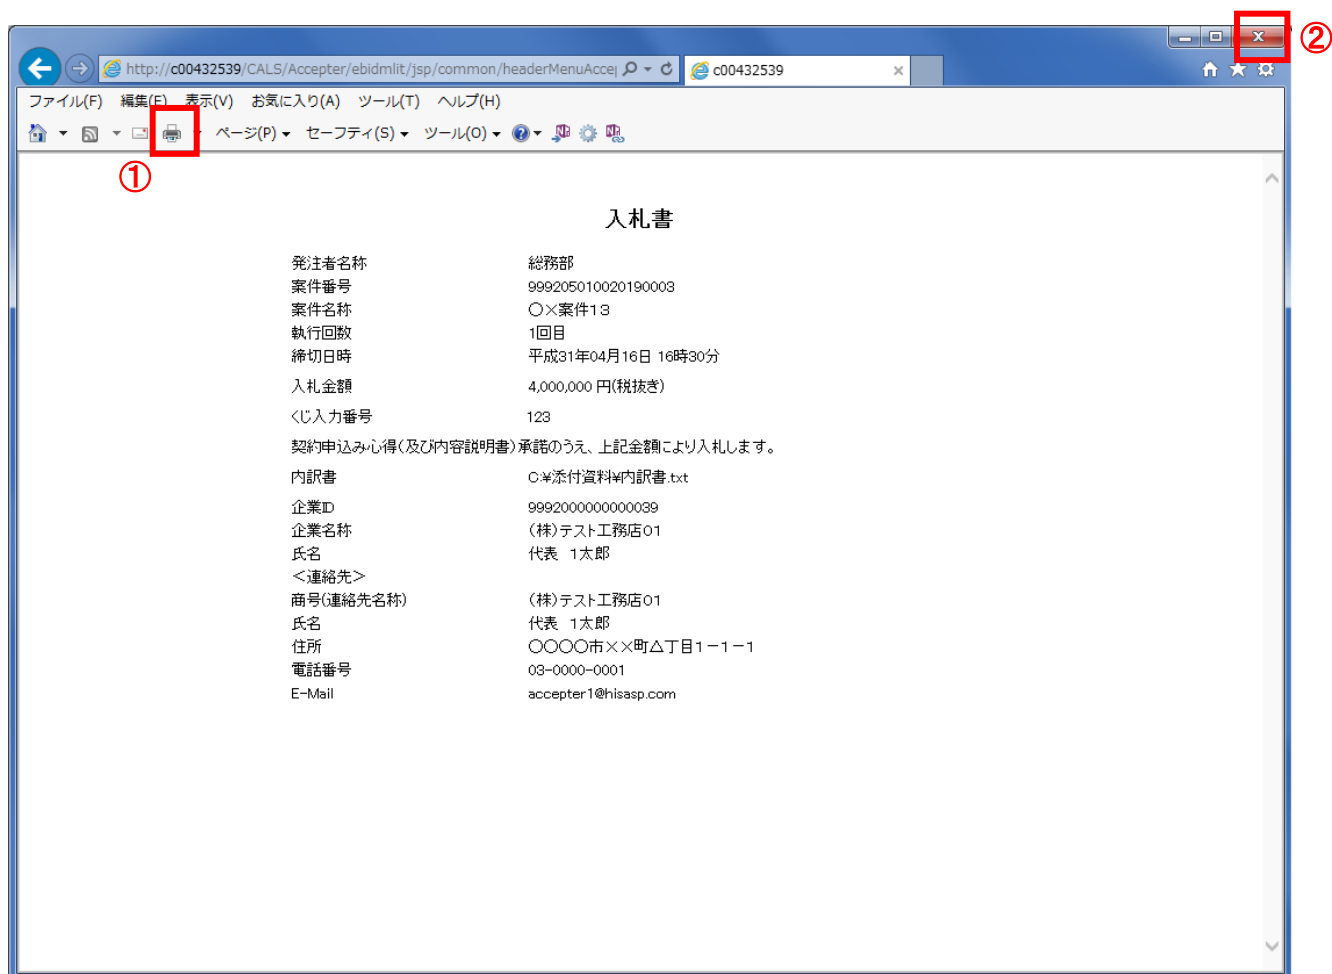 ②
http://c00432539/CALS/Accepter/ebidmlit/jsp/common/headerMenuAccep
c00432539
ファイル(F) 編集(E) 表示(V) お気に入り(A) ツール(T) ヘルプ(H)
ページ(P) セーフティ(S) ツール(O)
①
入札書
発注者名称 総務部
案件番号 999205010020190003
案件名称 〇×案件13
執行回数 1回目
締切日時 平成31年04月16日 16時30分
入札金額 4,000,000 円(税抜き)
くじ入力番号 123
契約申込み心得(及び内容説明書)承諾のうえ、上記金額により入札します。
内訳書 C:¥添付資料¥内訳書.txt
企業ID 9992000000000039
企業名称 (株)テスト工務店01
氏名 代表 1太郎
<連絡先>
商号(連絡先名称) (株)テスト工務店01
氏名 代表 1太郎
住所 〇〇〇〇市××町△丁目1-1-1
電話番号 03-0000-0001
E-Mail accepter1@hisasp.com